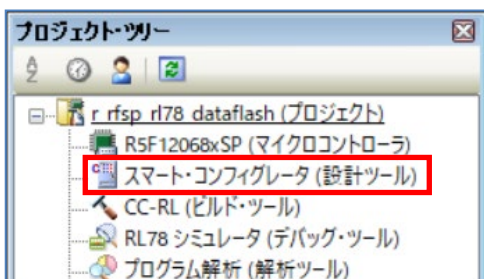 プロジェクト・ツリー
r_rfsp_rl78_dataflash (プロジェクト)
R5F12068xSP (マイクロコントローラ)
スマート・コンフィグレータ (設計ツール)
CC-RL (ビルド・ツール)
RL78 シミュレータ (デバッグ・ツール)
プログラム解析 (解析ツール)